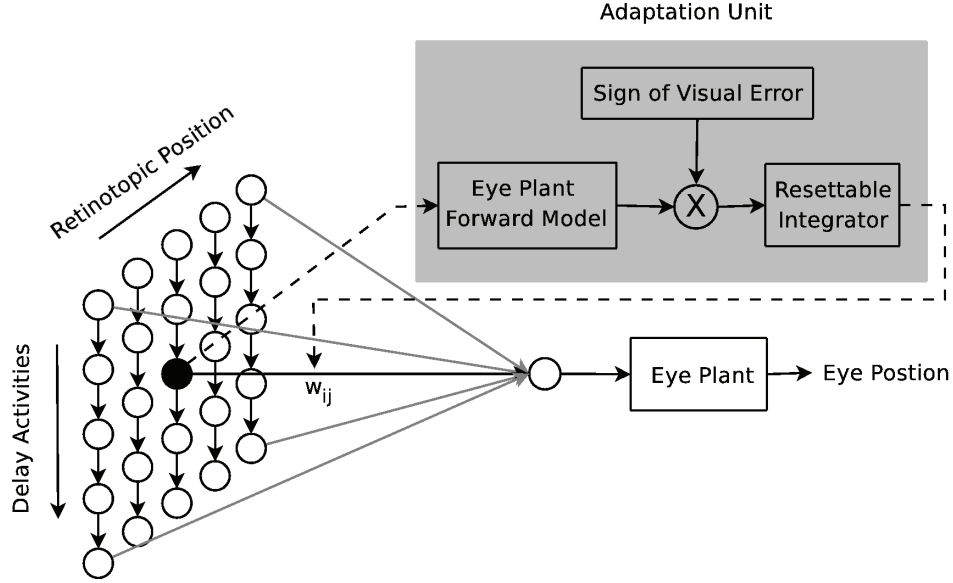 Adaptation Unit
Sign of Visual Error
Retinotopic Position
Eye Plant
Forward Model
X
Resettable
Integrator
Delay Activities
wij
Eye Plant
Eye Postion